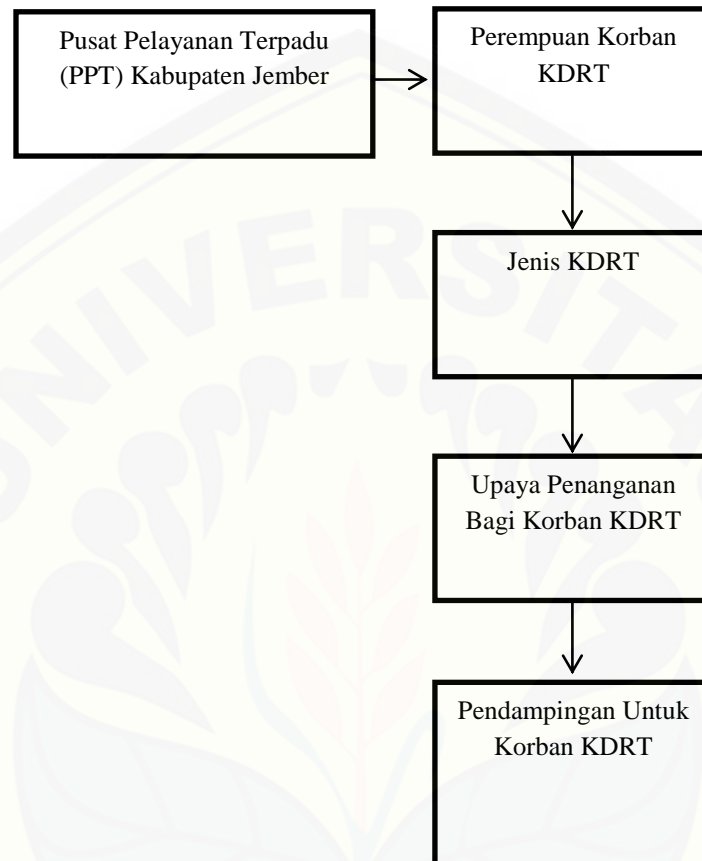 Pusat Pelayanan Terpadu
(PPT) Kabupaten Jember
Perempuan Korban
KDRT
Jenis KDRT
Upaya Penanganan
Bagi Korban KDRT
Pendampingan Untuk
Korban KDRT
UNIVERSITAS